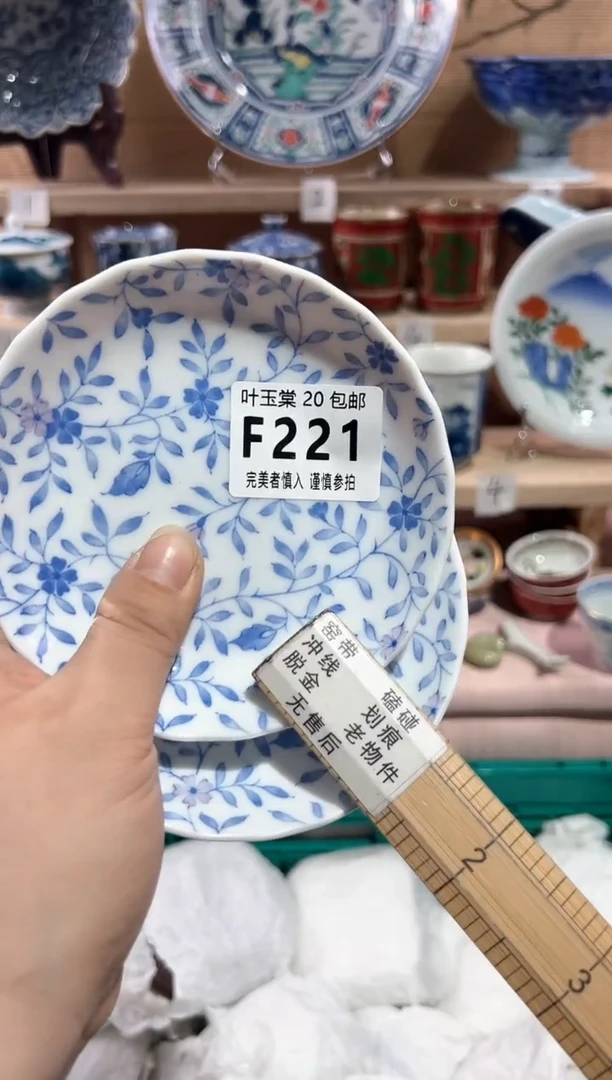 叶玉棠 20 包邮
F221
完美者慎入 谨慎参拍
窑带 磕碰
冲线 划痕
脱金 老物件
无售后
2
3
4